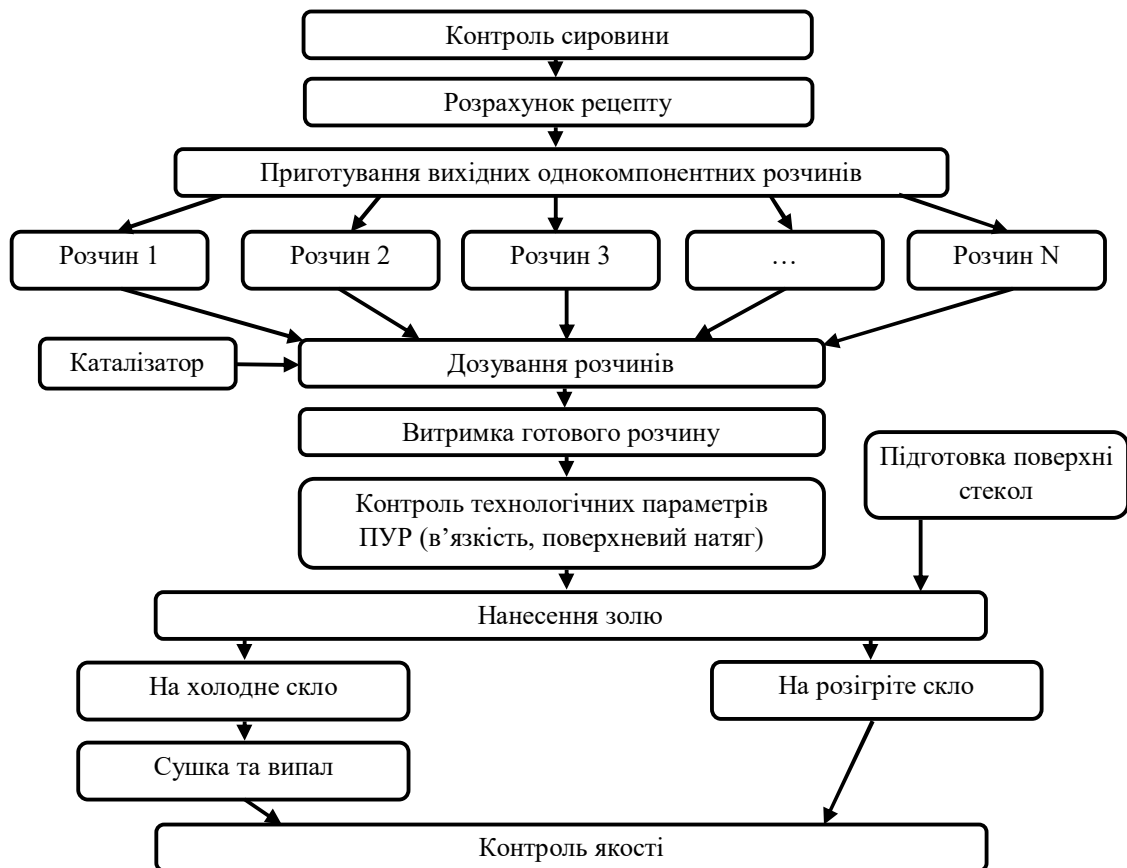 Контроль сировини
Розрахунок рецепту
Приготування вихідних однокомпонентних розчинів
Розчин 1
Розчин 2
Розчин 3
…
Розчин N
Каталізатор
Дозування розчинів
Витримка готового розчину
Підготовка поверхні
стекол
Контроль технологічних параметрів
ПУР (в’язкість, поверхневий натяг)
Нанесення золю
На холодне скло
На розігріте скло
Сушка та випал
Контроль якості